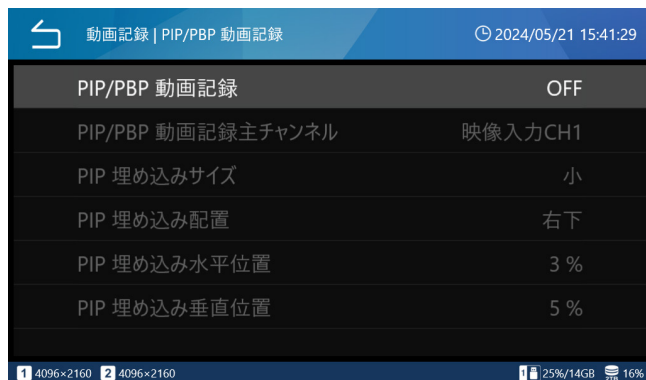 動画記録 | PIP/PBP 動画記録 2024/05/21 15:41:29
PIP/PBP 動画記録 OFF
PIP/PBP 動画記録主チャンネル 映像入力CH1
PIP 埋め込みサイズ 小
PIP 埋め込み配置 右下
PIP 埋め込み水平位置 3 %
PIP 埋め込み垂直位置 5 %
1 4096×2160 2 4096×2160 1 25%/14GB 2TB 16%